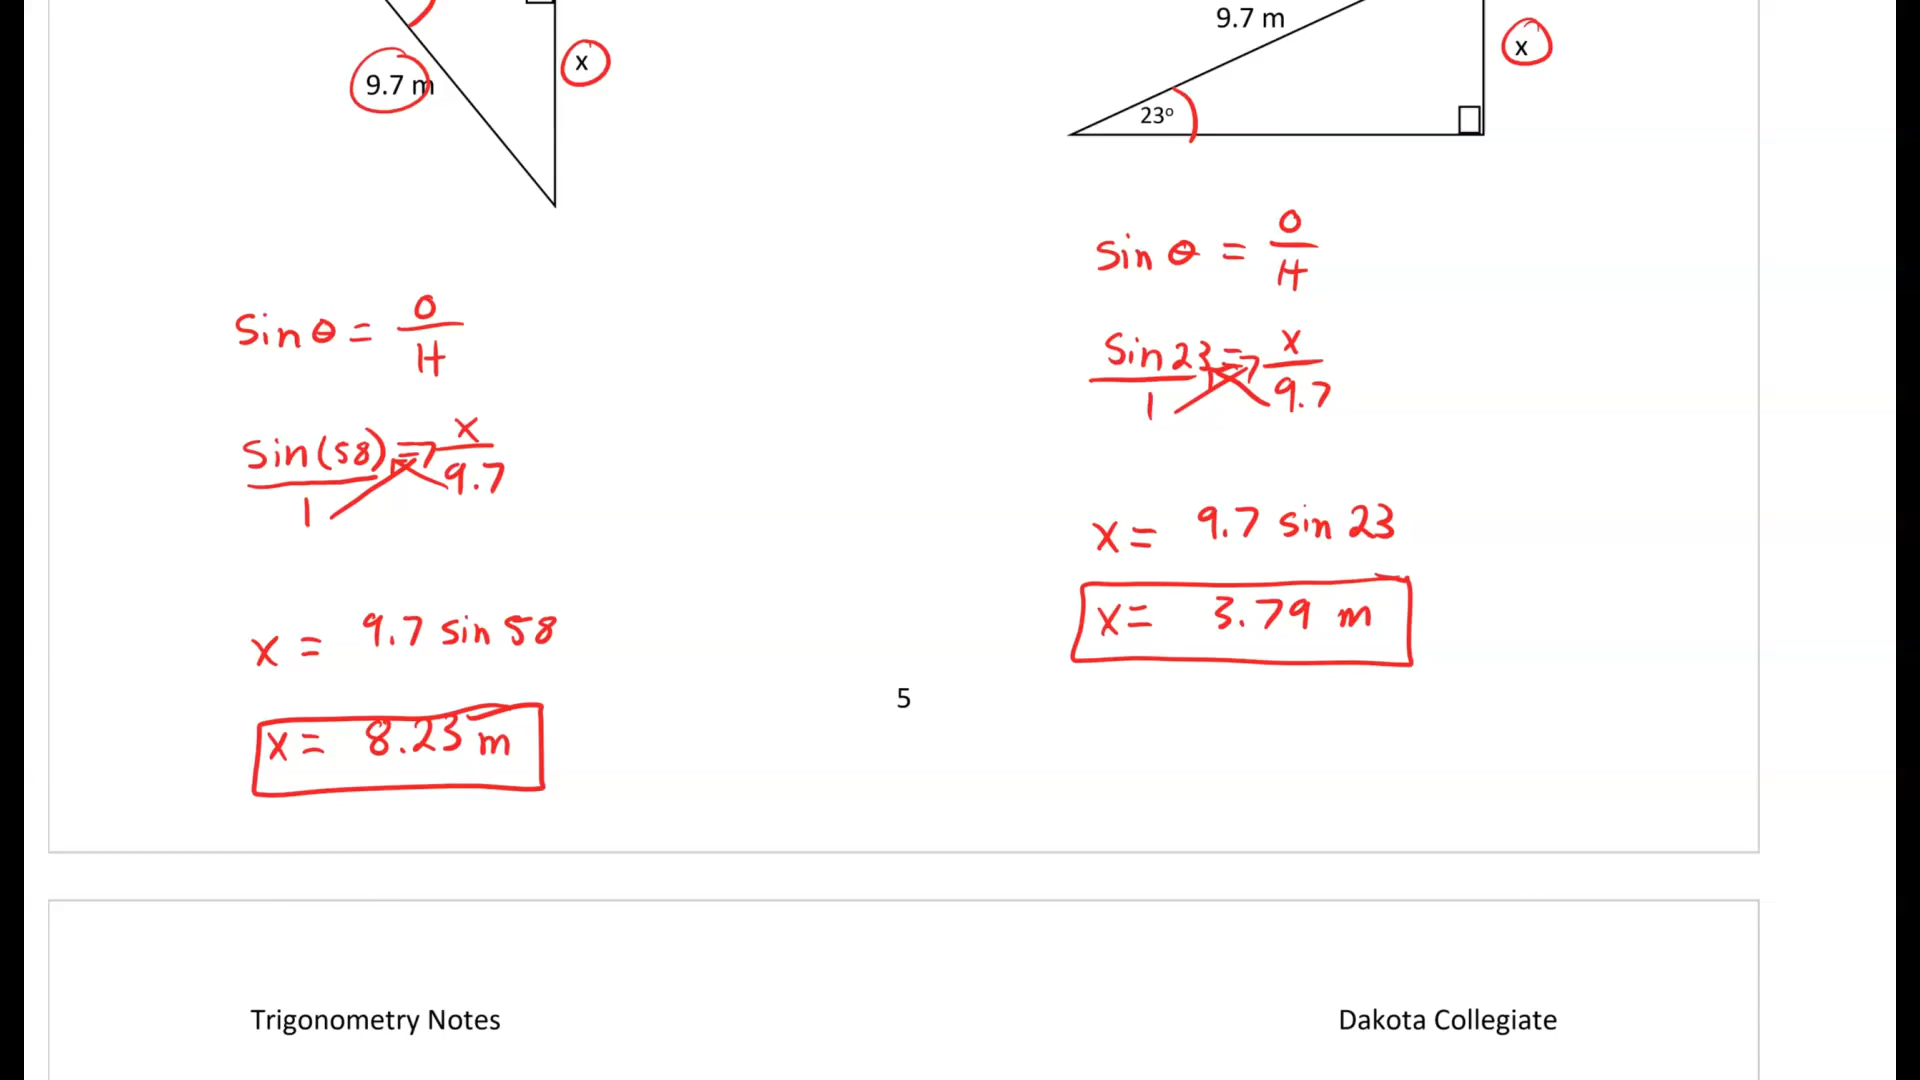 9.7 m
x
sin θ = O/H
sin(58)/1 = x/9.7
x = 9.7 sin 58
x = 8.23 m
9.7 m
x
23°
sin θ = O/H
sin 23/1 = x/9.7
x = 9.7 sin 23
x = 3.79 m
5
Trigonometry Notes
Dakota Collegiate